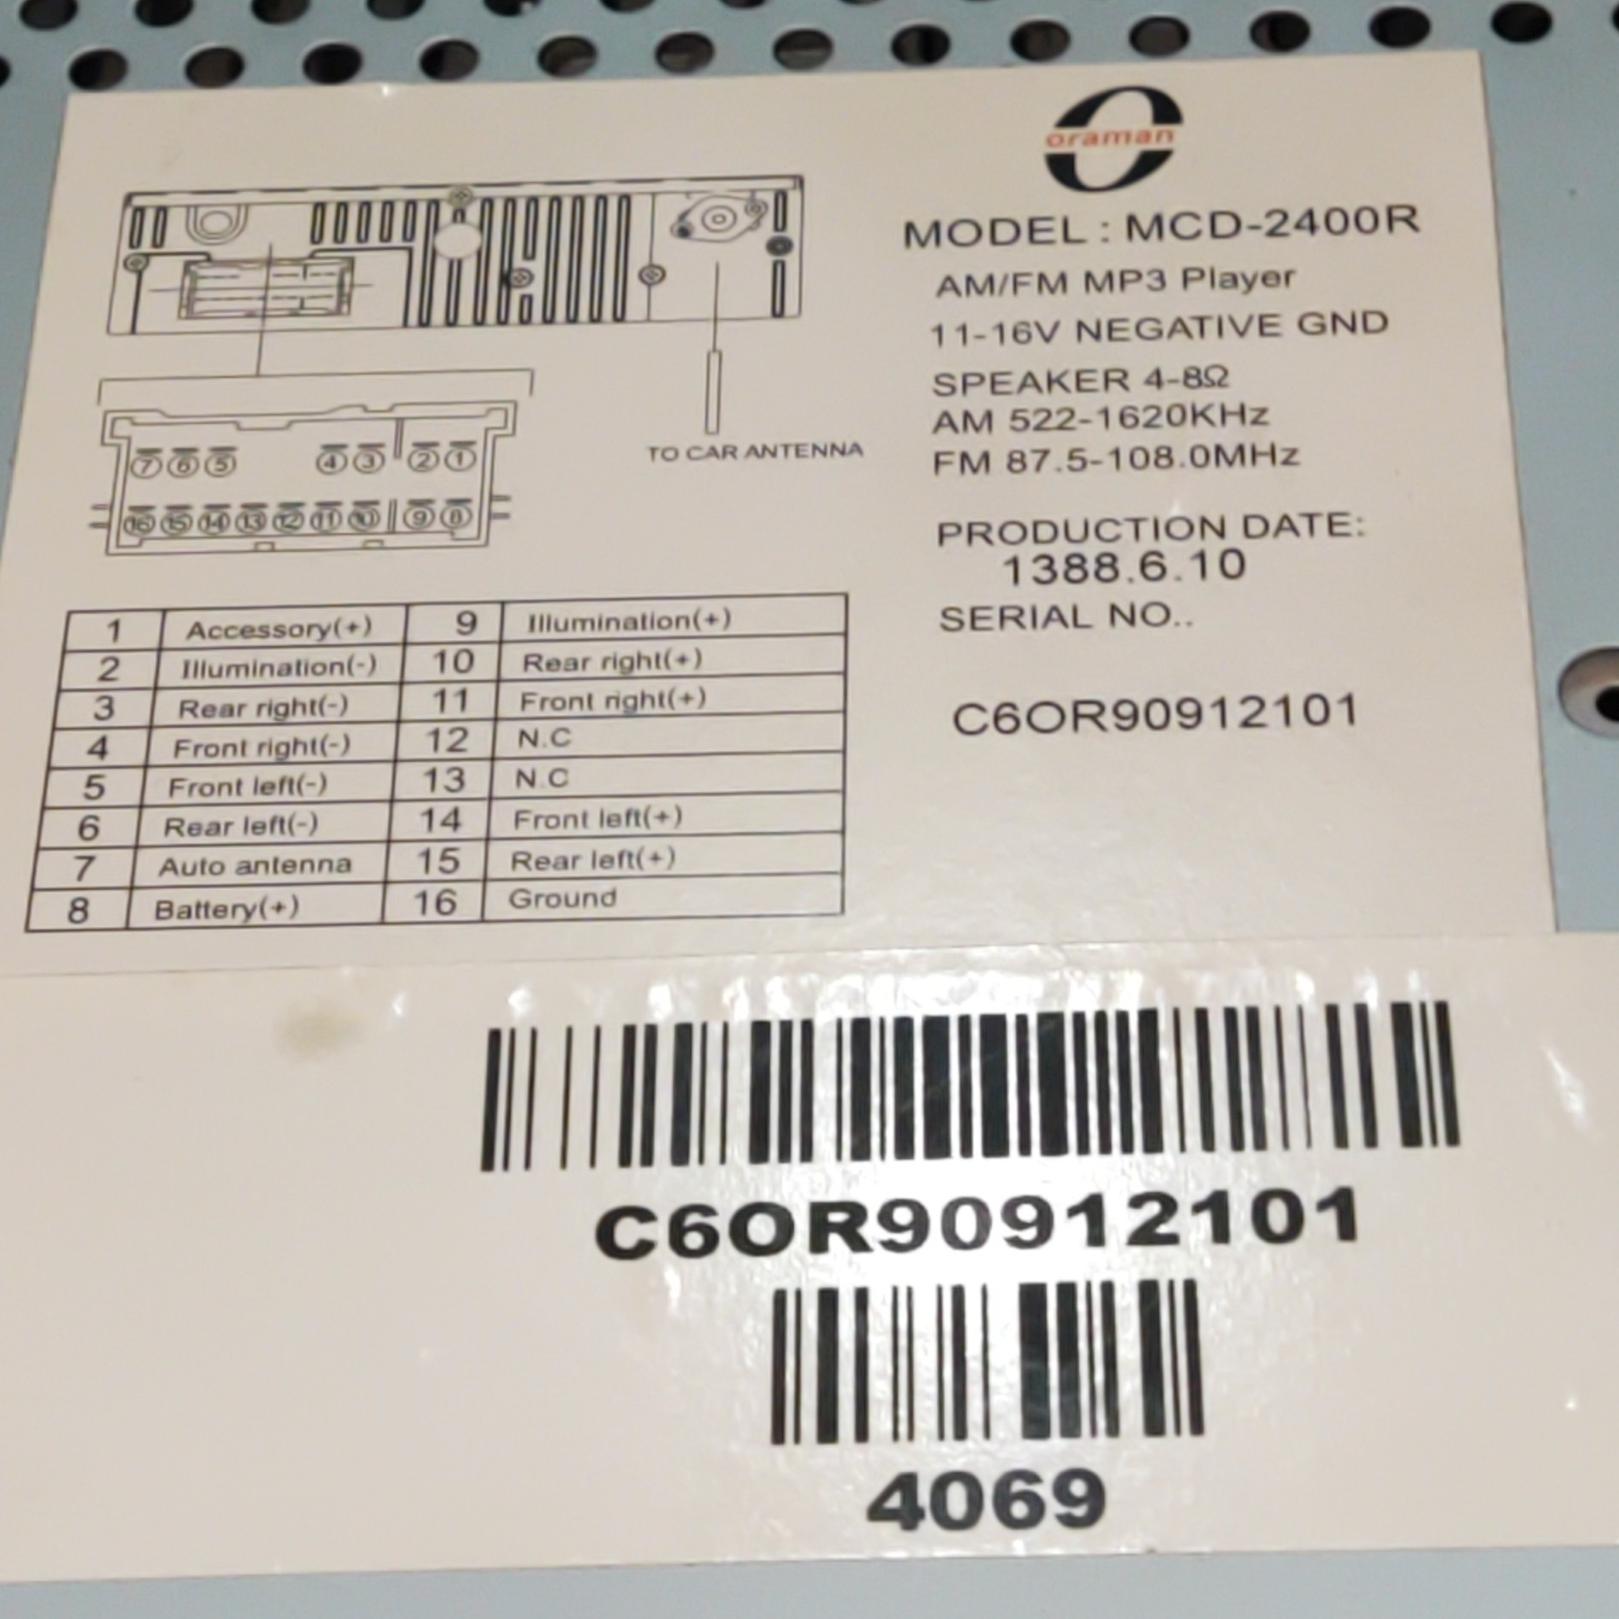 oraman
MODEL : MCD-2400R
AM/FM MP3 Player
11-16V NEGATIVE GND
SPEAKER 4-8Ω
AM 522-1620KHz
FM 87.5-108.0MHz
TO CAR ANTENNA
PRODUCTION DATE:
1388.6.10
SERIAL NO..
C6OR90912101
7 6 5 4 3 2 1
16 15 14 13 12 11 10 9 8
1 Accessory(+) 9 Illumination(+)
2 Illumination(-) 10 Rear right(+)
3 Rear right(-) 11 Front right(+)
4 Front right(-) 12 N.C
5 Front left(-) 13 N.C
6 Rear left(-) 14 Front left(+)
7 Auto antenna 15 Rear left(+)
8 Battery(+) 16 Ground
C6OR90912101
4069